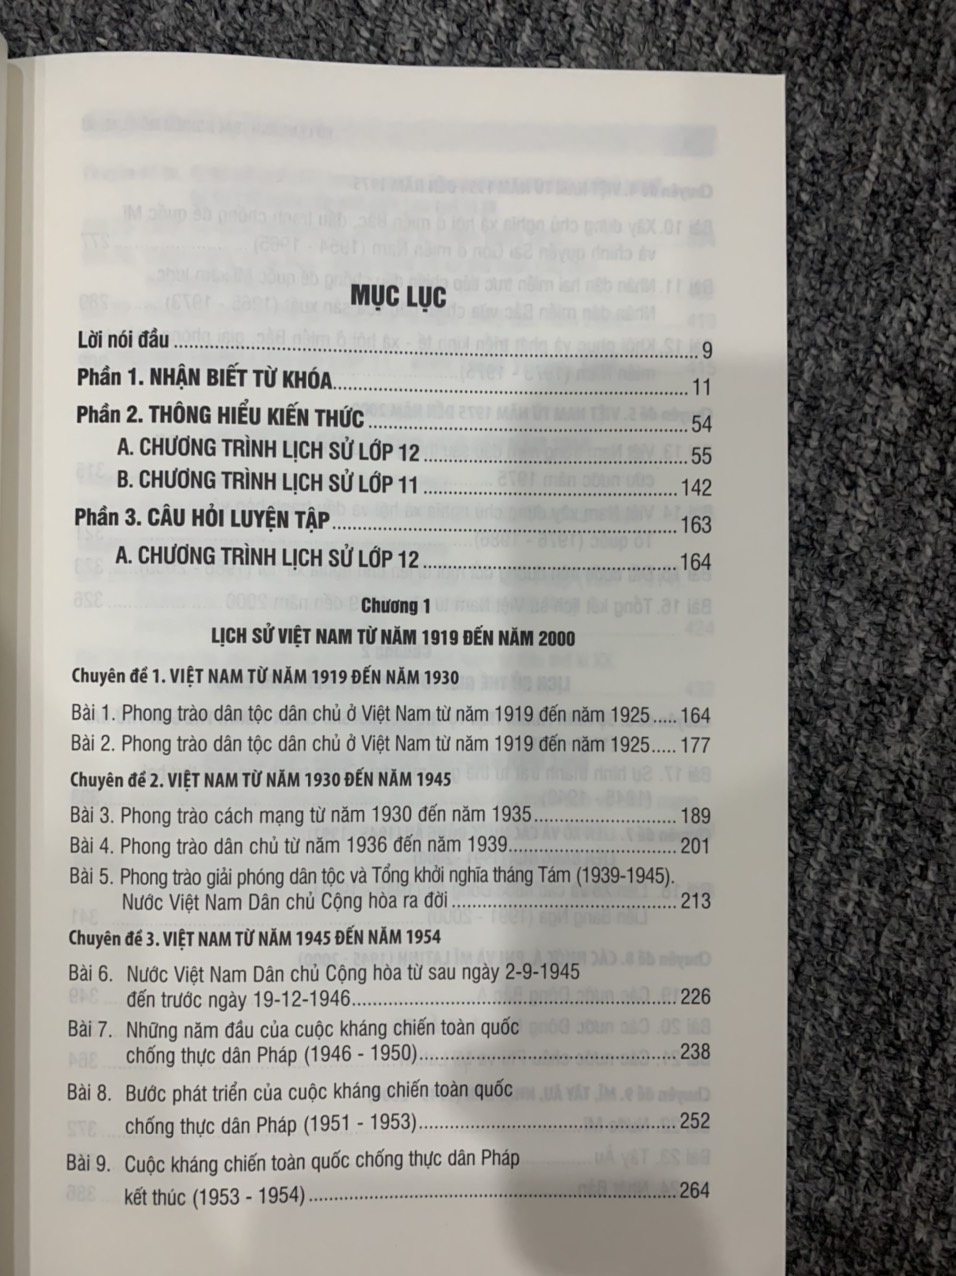 MỤC LỤC
Lời nói đầu ........ 9
Phần 1. NHẬN BIẾT TỪ KHÓA ........ 11
Phần 2. THÔNG HIỂU KIẾN THỨC ........ 54
A. CHƯƠNG TRÌNH LỊCH SỬ LỚP 12 ........ 55
B. CHƯƠNG TRÌNH LỊCH SỬ LỚP 11 ........ 142
Phần 3. CÂU HỎI LUYỆN TẬP ........ 163
A. CHƯƠNG TRÌNH LỊCH SỬ LỚP 12 ........ 164
Chương 1
LỊCH SỬ VIỆT NAM TỪ NĂM 1919 ĐẾN NĂM 2000
Chuyên đề 1. VIỆT NAM TỪ NĂM 1919 ĐẾN NĂM 1930
Bài 1. Phong trào dân tộc dân chủ ở Việt Nam từ năm 1919 đến năm 1925 ..... 164
Bài 2. Phong trào dân tộc dân chủ ở Việt Nam từ năm 1919 đến năm 1925 ..... 177
Chuyên đề 2. VIỆT NAM TỪ NĂM 1930 ĐẾN NĂM 1945
Bài 3. Phong trào cách mạng từ năm 1930 đến năm 1935 ........ 189
Bài 4. Phong trào dân chủ từ năm 1936 đến năm 1939 ........ 201
Bài 5. Phong trào giải phóng dân tộc và Tổng khởi nghĩa tháng Tám (1939-1945).
Nước Việt Nam Dân chủ Cộng hòa ra đời ........ 213
Chuyên đề 3. VIỆT NAM TỪ NĂM 1945 ĐẾN NĂM 1954
Bài 6. Nước Việt Nam Dân chủ Cộng hòa từ sau ngày 2-9-1945
đến trước ngày 19-12-1946 ........ 226
Bài 7. Những năm đầu của cuộc kháng chiến toàn quốc
chống thực dân Pháp (1946 - 1950) ........ 238
Bài 8. Bước phát triển của cuộc kháng chiến toàn quốc
chống thực dân Pháp (1951 - 1953) ........ 252
Bài 9. Cuộc kháng chiến toàn quốc chống thực dân Pháp
kết thúc (1953 - 1954) ........ 264